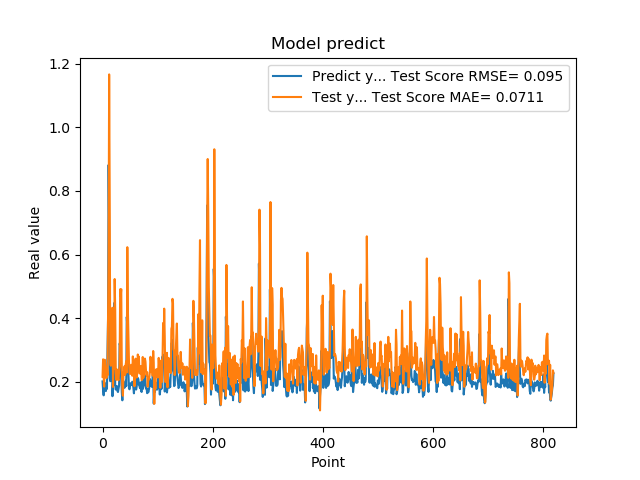 Model predict
Predict y... Test Score RMSE= 0.095
Test y... Test Score MAE= 0.0711
1.2
1.0
0.8
0.6
0.4
0.2
Real value
0 200 400 600 800
Point